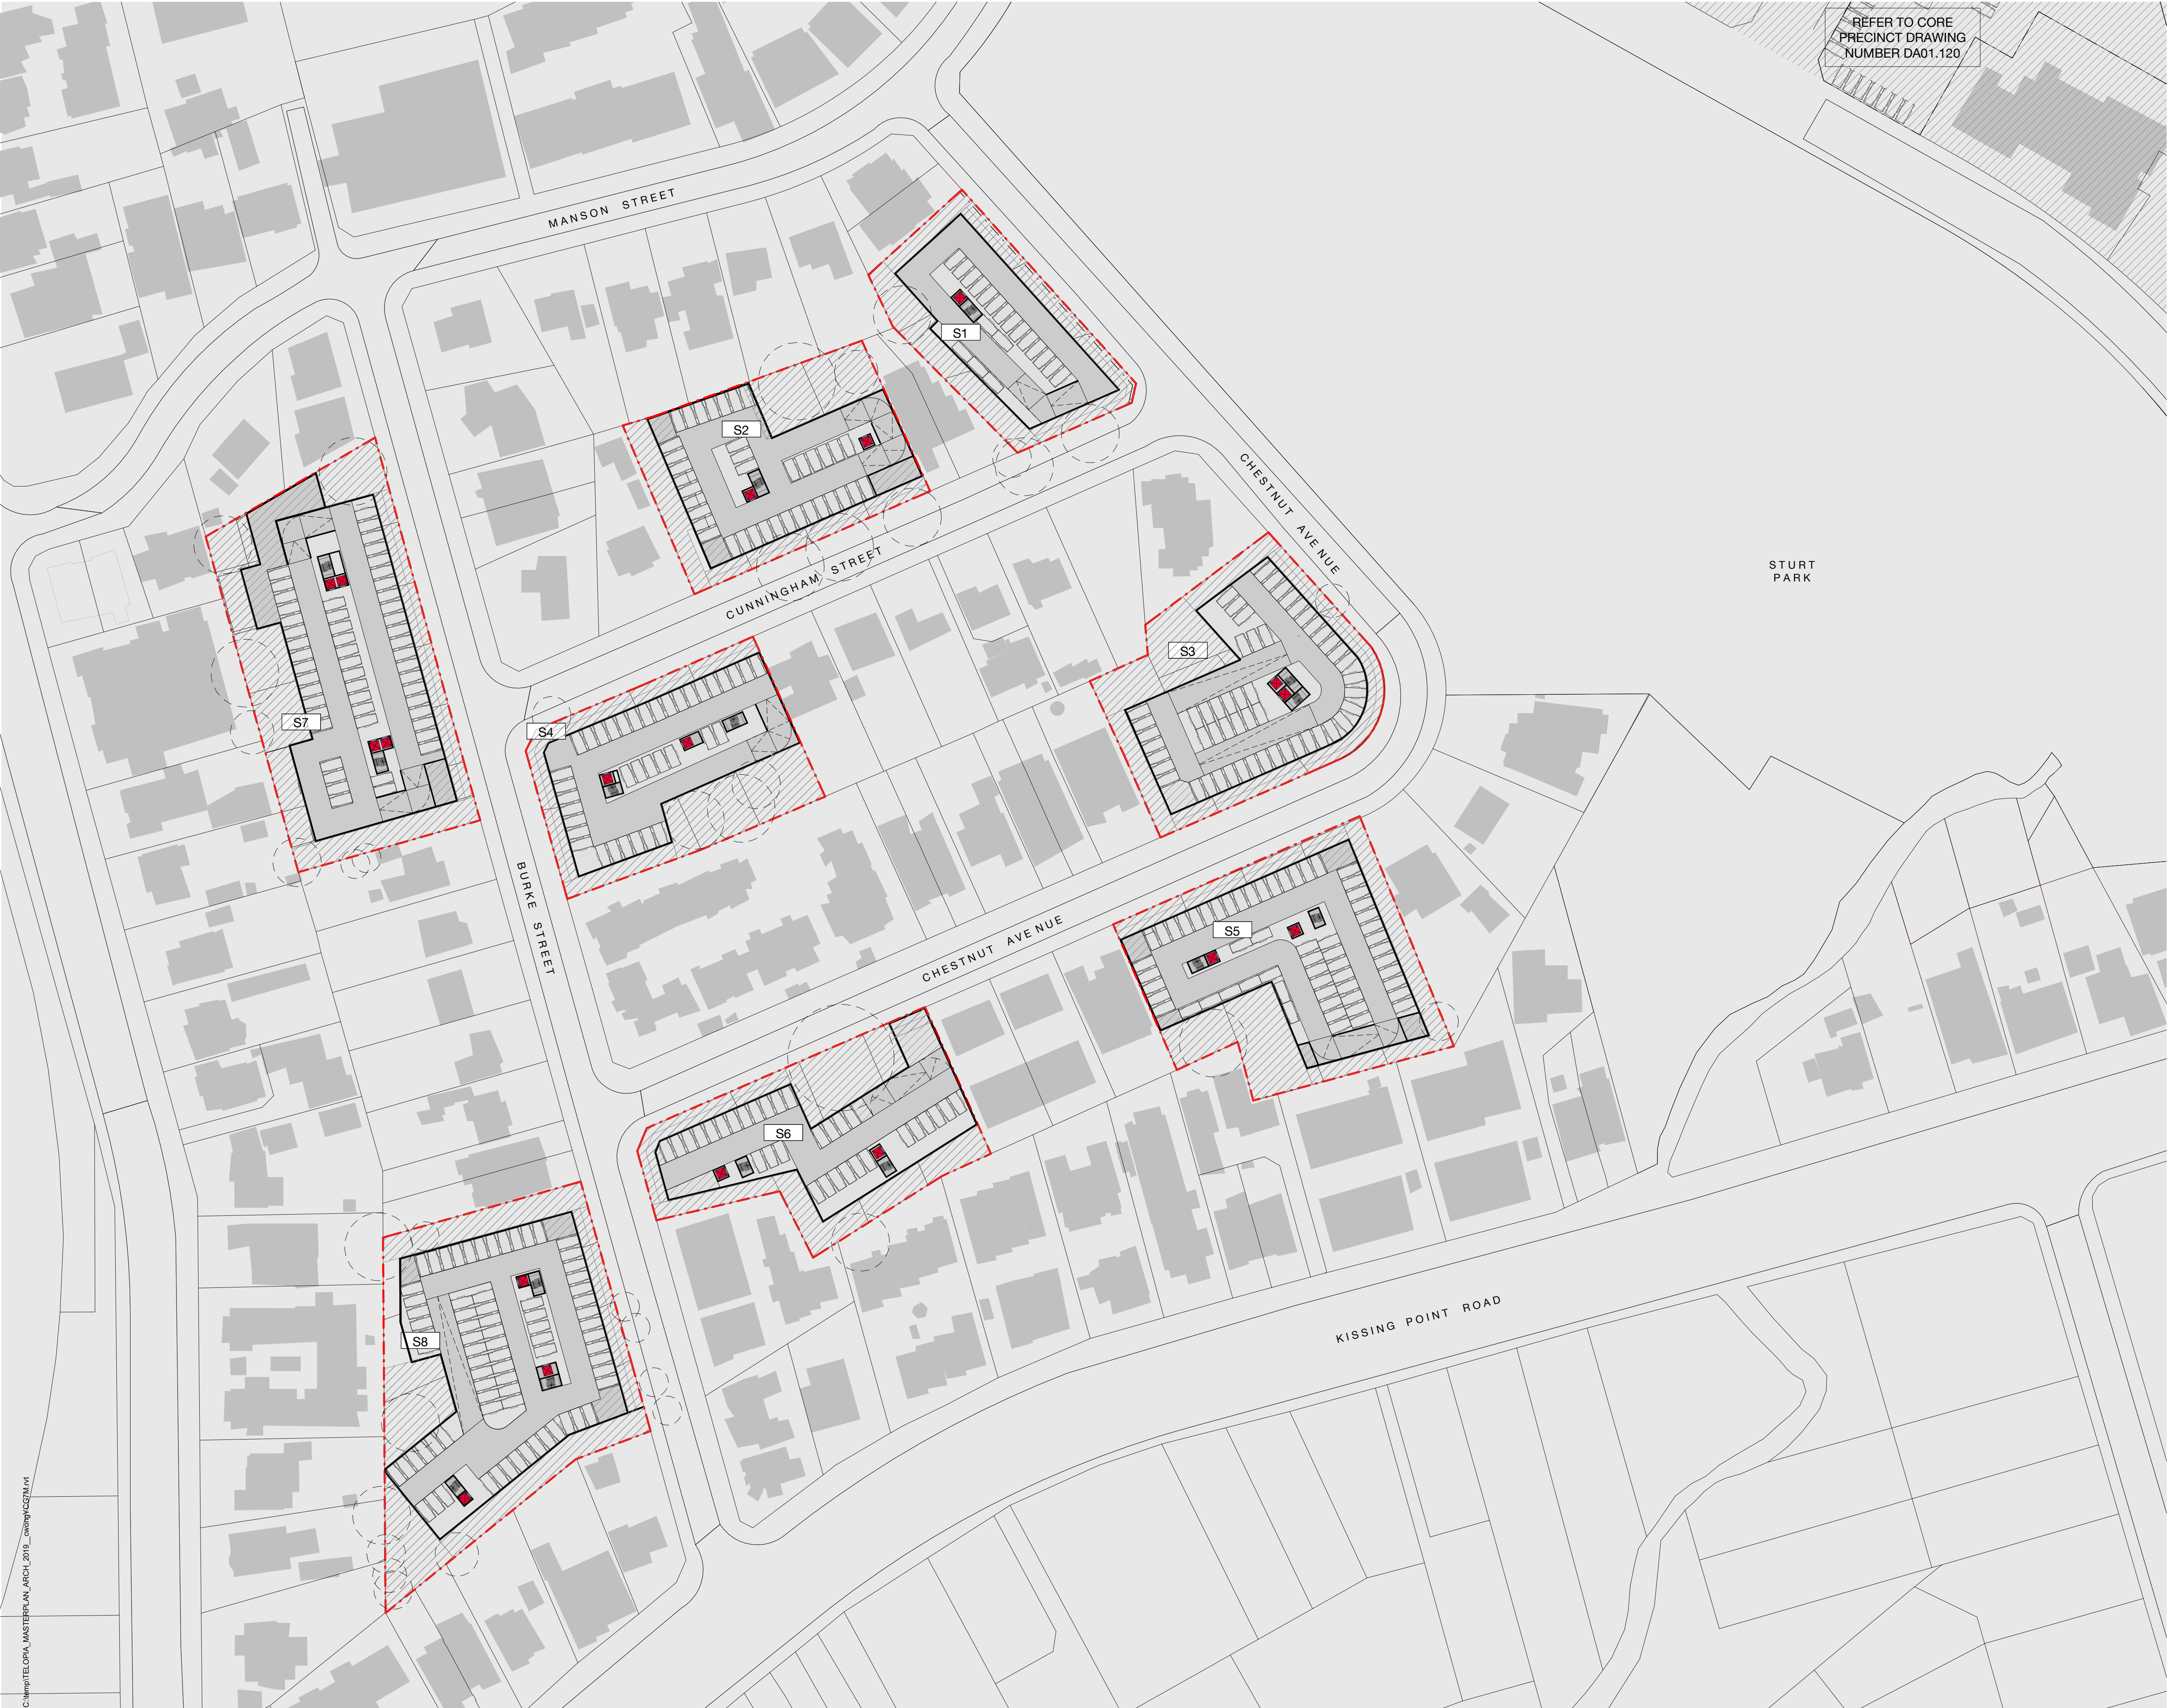 REFER TO CORE
PRECINCT DRAWING
NUMBER DA01.120
MANSON STREET
S1
S2
CHESTNUT AVENUE
CUNNINGHAM STREET
STURT
PARK
S3
S7
S4
BURKE STREET
CHESTNUT AVENUE
S5
S6
KISSING POINT ROAD
S8